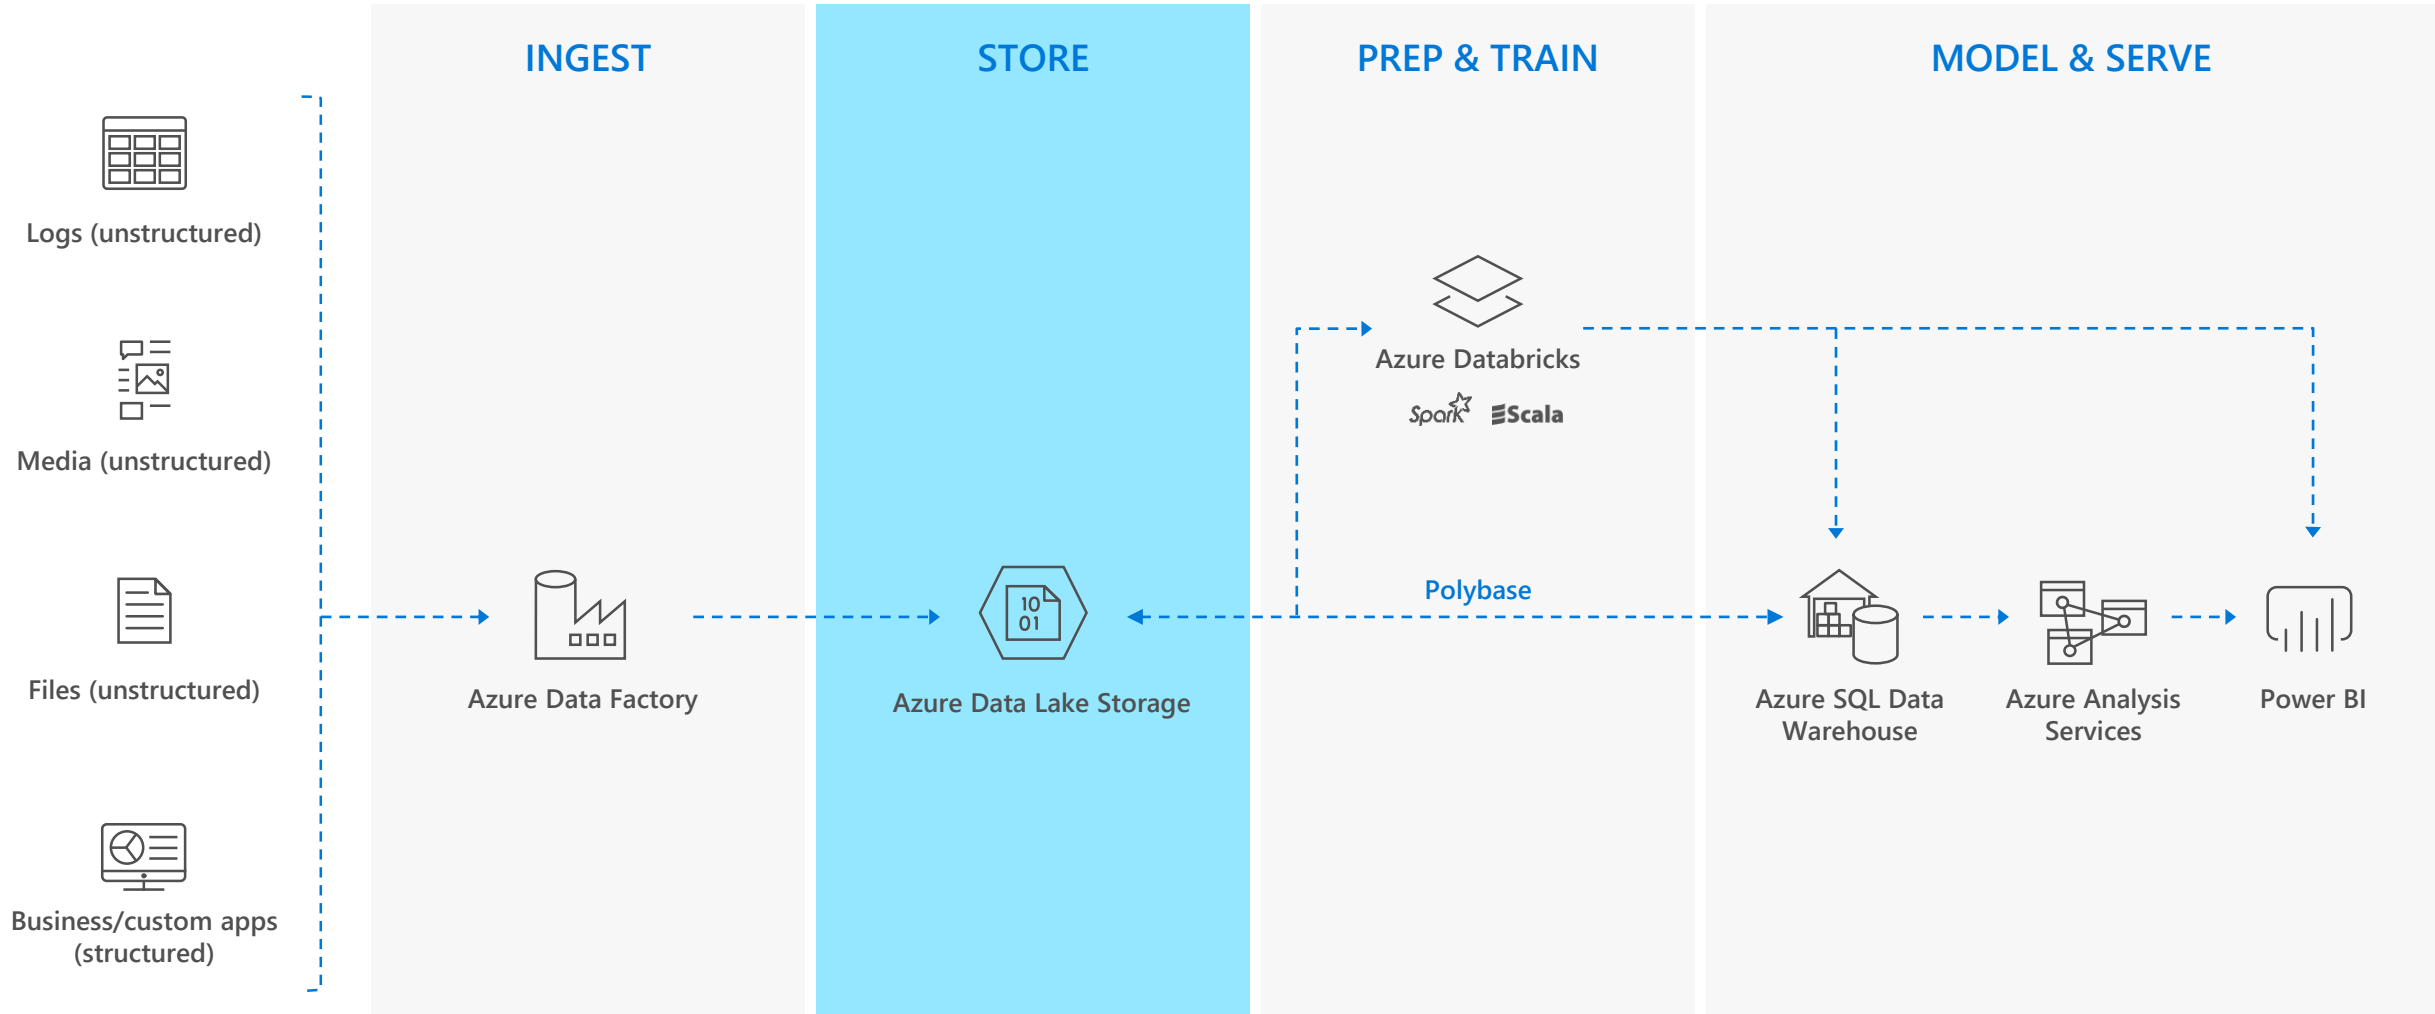 INGEST
STORE
PREP & TRAIN
MODEL & SERVE
Logs (unstructured)
Media (unstructured)
Files (unstructured)
Business/custom apps
(structured)
Azure Data Factory
10
01
Azure Data Lake Storage
Azure Databricks
Spark Scala
Polybase
Azure SQL Data
Warehouse
Azure Analysis
Services
Power BI